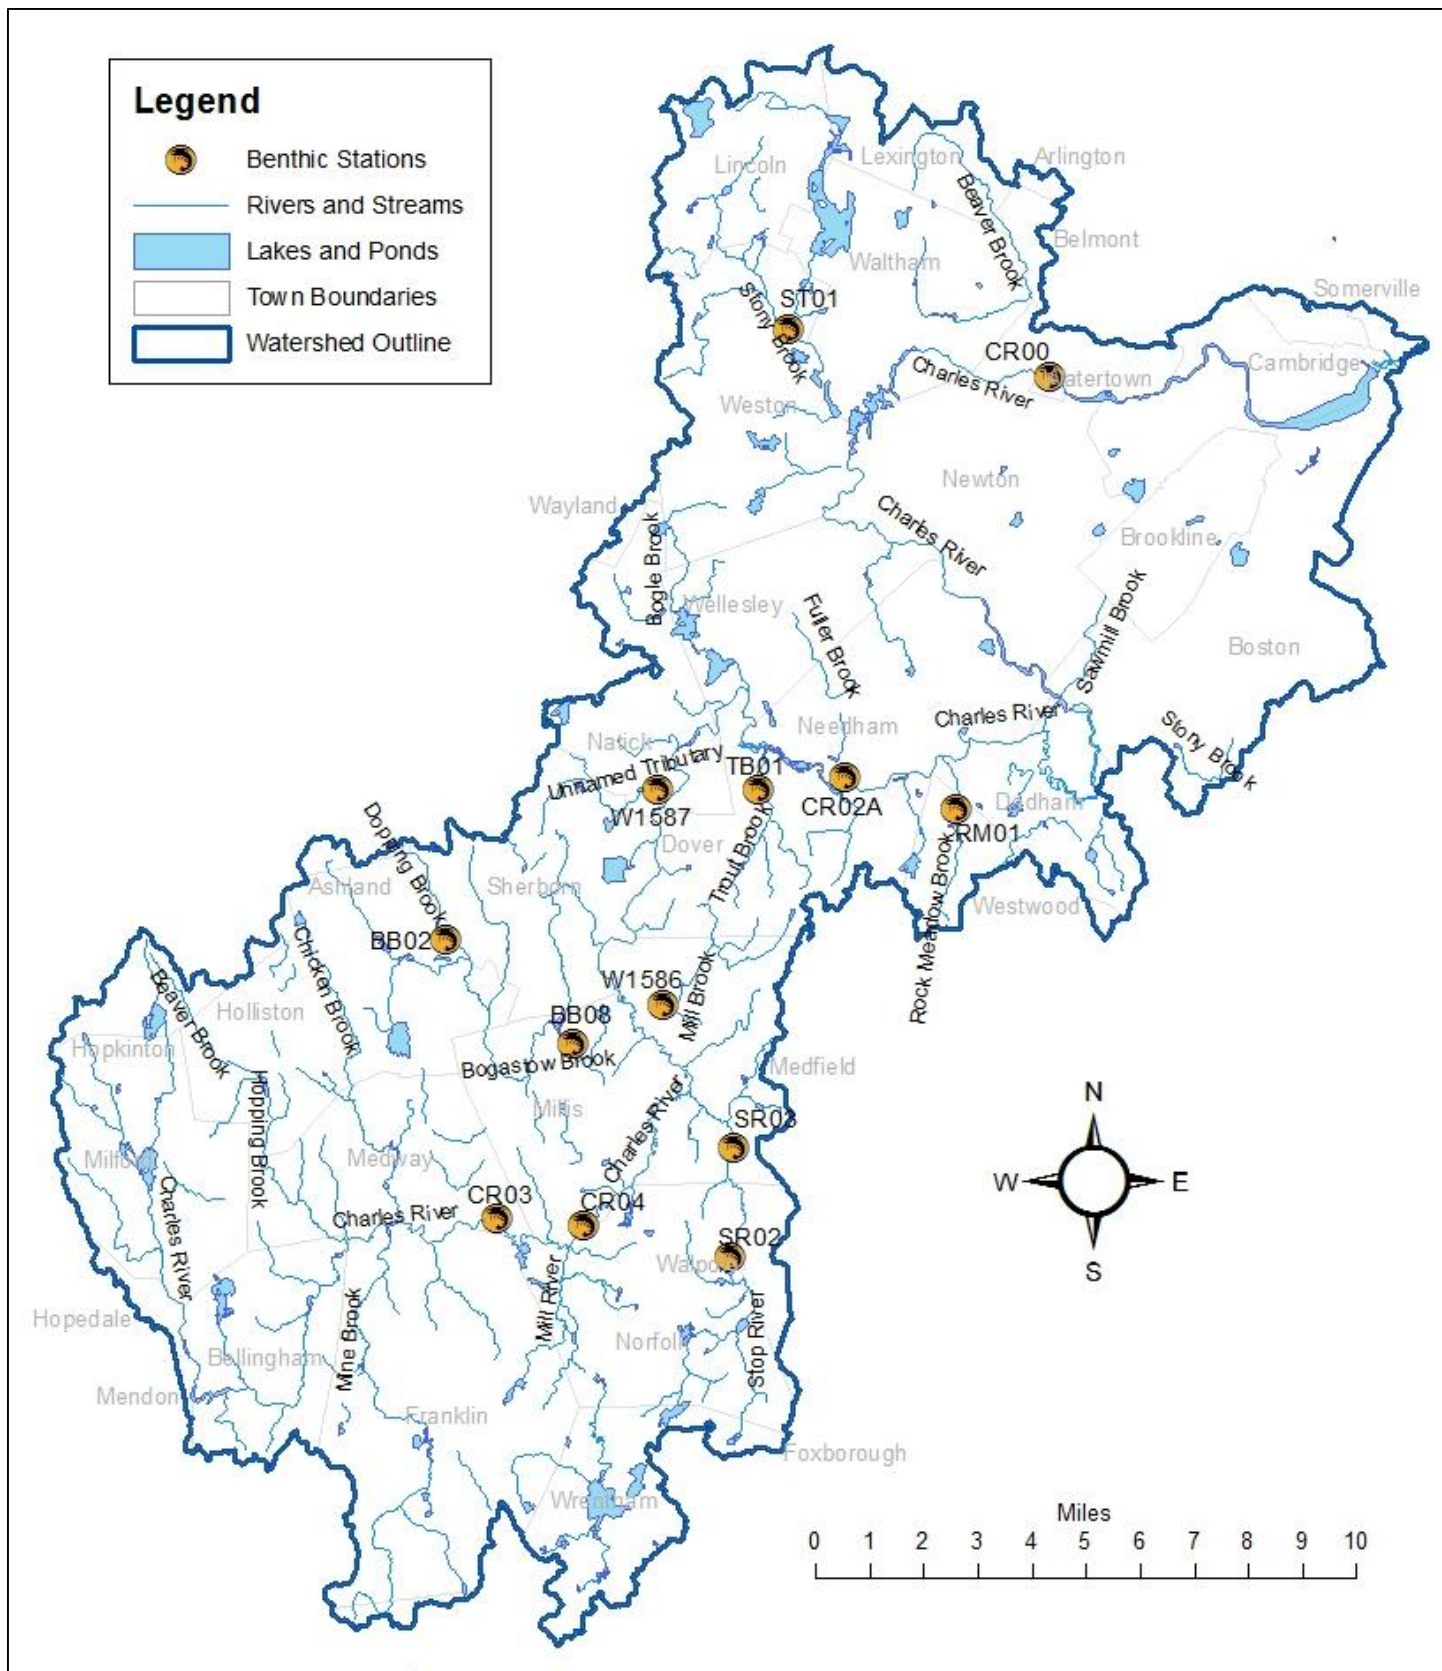 Legend
Benthic Stations
Rivers and Streams
Lakes and Ponds
Town Boundaries
Watershed Outline
Lincoln
Lexington
Arlington
Beaver Brook
Belmont
Waltham
Somerville
ST01
Stony Brook
CR00
Cambridge
Charles River
Watertown
Weston
Newton
Wayland
Charles River
Brookline
Bogle Brook
Wellesley
Fuller Brook
Sawmill Brook
Boston
Charles River
Needham
Stony Brook
Natick
Unnamed Tributary
TB01
CR02A
W1587
Dedham
RM01
Dover
Trout Brook
Dopping Brook
Ashland
Sherborn
Rock Meadow Brook
Westwood
BB02
Chicken Brook
W1586
Mill Brook
Beaver Brook
Holliston
BB08
Hopkinton
Bogastow Brook
Medfield
Hopping Brook
Millis
Charles River
SR03
Milford
Medway
N
W
E
S
Charles River
Charles River
CR03
CR04
SR02
Walpole
Mill River
Stop River
Hopedale
Mine Brook
Norfolk
Bellingham
Mendon
Franklin
Foxborough
Wrentham
Miles
0 1 2 3 4 5 6 7 8 9 10